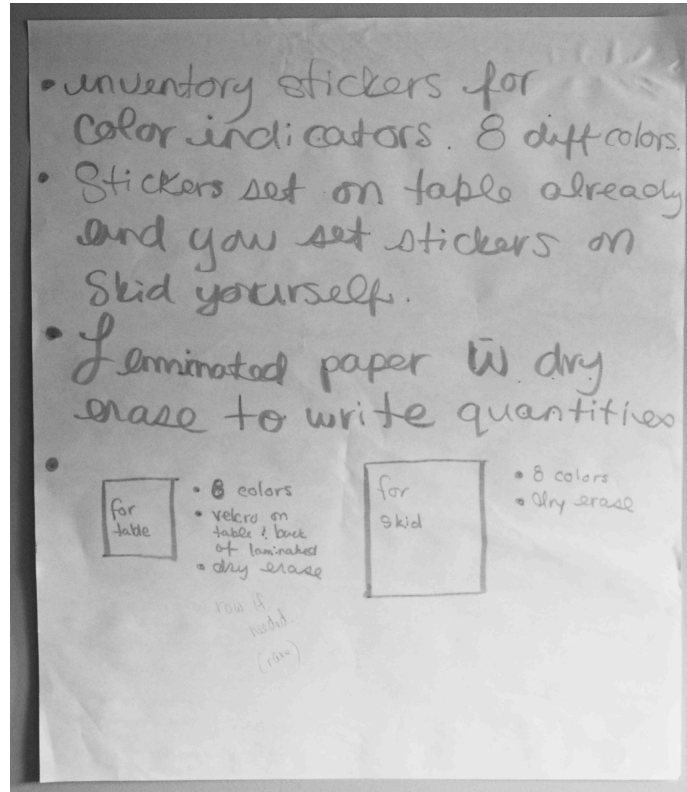 • inventory stickers for
color indicators. 8 diff colors.
• Stickers set on table already
and you set stickers on
skid yourself.
• Laminated paper w̄ dry
erase to write quantities
•
for
table
• 8 colors
• velcro on
table & back
of laminated
• dry erase
row if
needed.
for
skid
• 8 colors
• dry erase